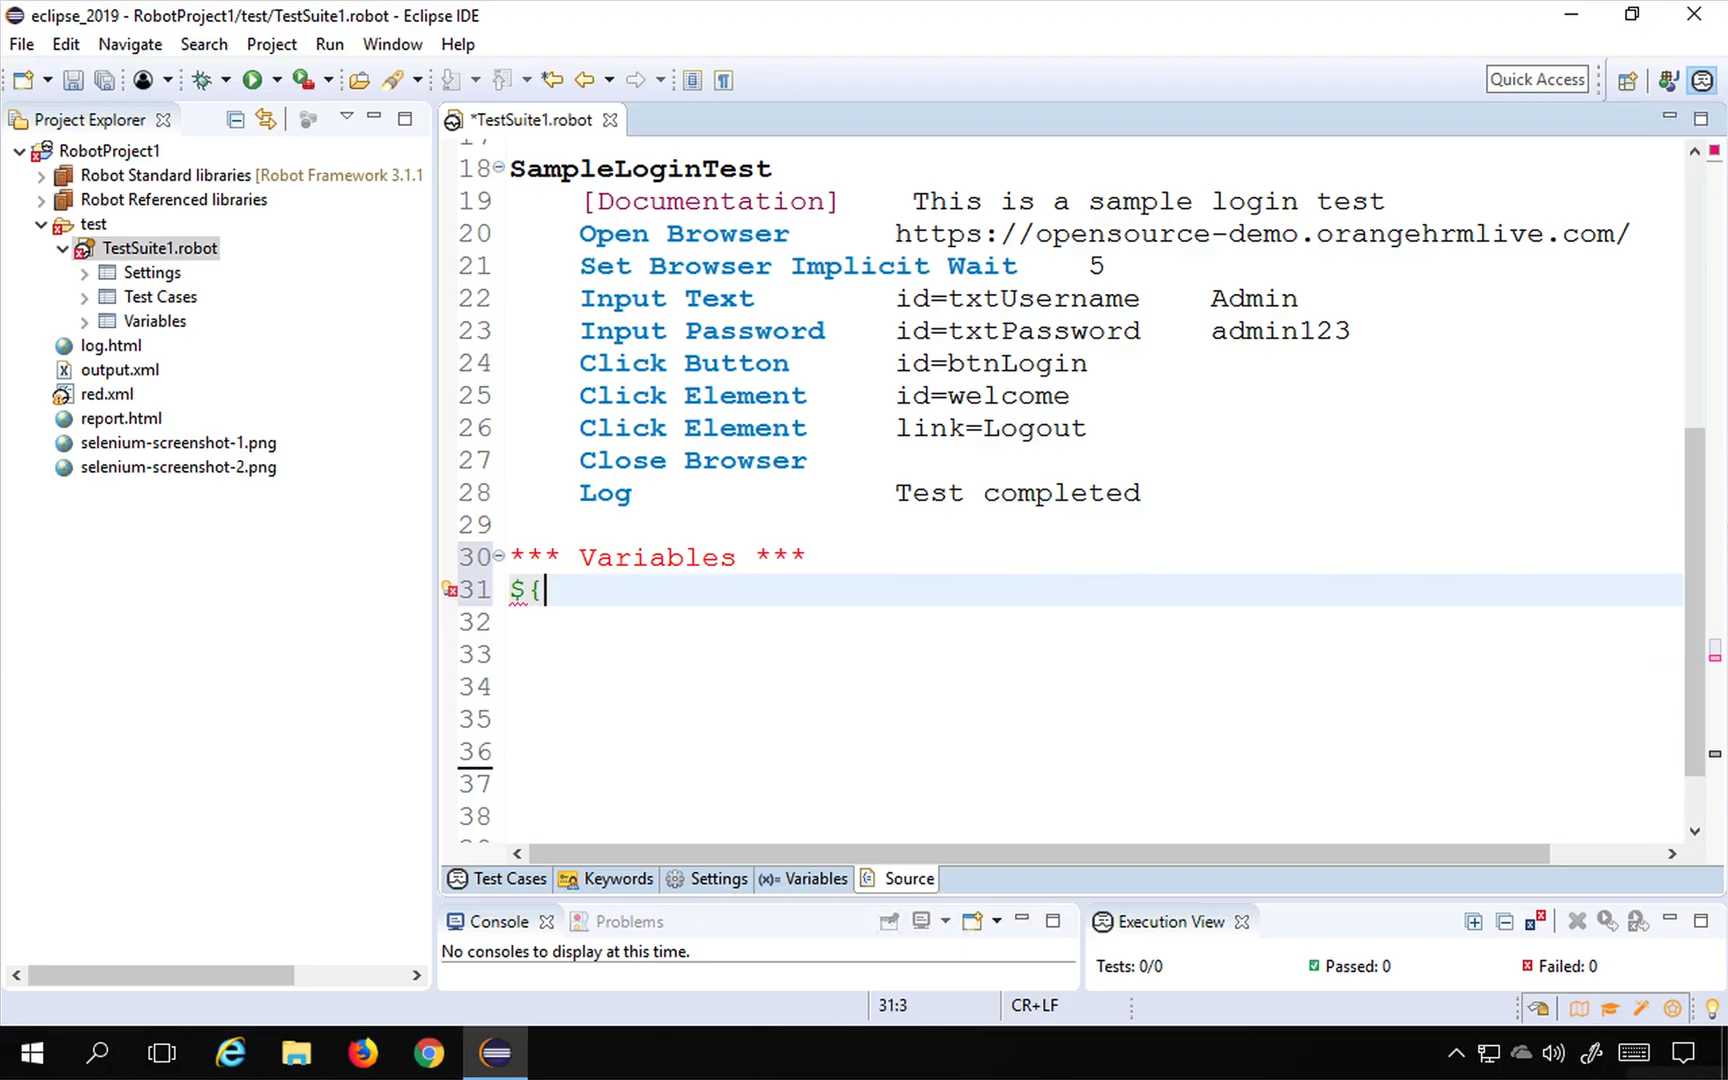 eclipse_2019 - RobotProject1/test/TestSuite1.robot - Eclipse IDE
File Edit Navigate Search Project Run Window Help
Quick Access
Project Explorer
RobotProject1
Robot Standard libraries [Robot Framework 3.1.1
Robot Referenced libraries
test
TestSuite1.robot
Settings
Test Cases
Variables
log.html
output.xml
red.xml
report.html
selenium-screenshot-1.png
selenium-screenshot-2.png
*TestSuite1.robot
17
18 SampleLoginTest
19 [Documentation] This is a sample login test
20 Open Browser https://opensource-demo.orangehrmlive.com/
21 Set Browser Implicit Wait 5
22 Input Text id=txtUsername Admin
23 Input Password id=txtPassword admin123
24 Click Button id=btnLogin
25 Click Element id=welcome
26 Click Element link=Logout
27 Close Browser
28 Log Test completed
29
30 *** Variables ***
31 ${
32
33
34
35
36
37
38
Test Cases Keywords Settings (x)= Variables Source
Console Problems
No consoles to display at this time.
Execution View
Tests: 0/0 Passed: 0 Failed: 0
31:3 CR+LF